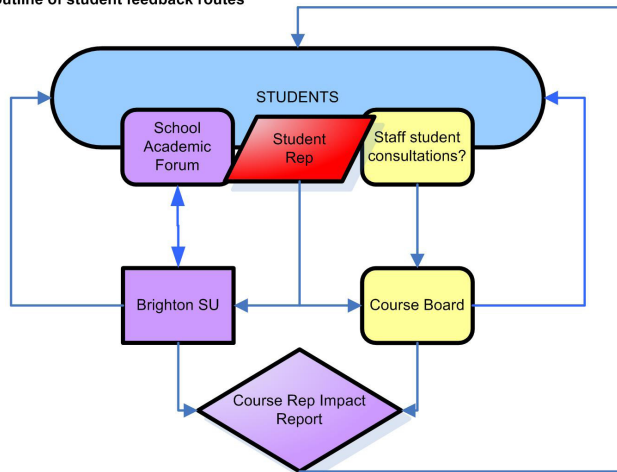 outline of student feedback routes
STUDENTS
School
Academic
Forum
Student
Rep
Staff student
consultations?
Brighton SU
Course Board
Course Rep Impact
Report